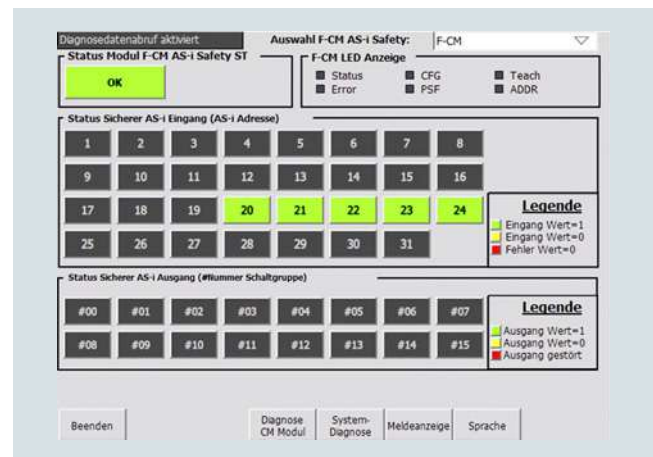 Diagnosedatenabruf aktiviert
Auswahl F-CM AS-i Safety:
F-CM
Status Modul F-CM AS-i Safety ST
F-CM LED Anzeige
OK
Status
CFG
Teach
Error
PSF
ADDR
Status Sicherer AS-i Eingang (AS-i Adresse)
1 2 3 4 5 6 7 8
9 10 11 12 13 14 15 16
17 18 19 20 21 22 23 24
25 26 27 28 29 30 31
Legende
Eingang Wert=1
Eingang Wert=0
Fehler Wert=0
Status Sicherer AS-i Ausgang (#Nummer Schaltgruppe)
#00 #01 #02 #03 #04 #05 #06 #07
#08 #09 #10 #11 #12 #13 #14 #15
Legende
Ausgang Wert=1
Ausgang Wert=0
Ausgang gestört
Beenden
Diagnose
CM Modul
System-
Diagnose
Meldeanzeige
Sprache